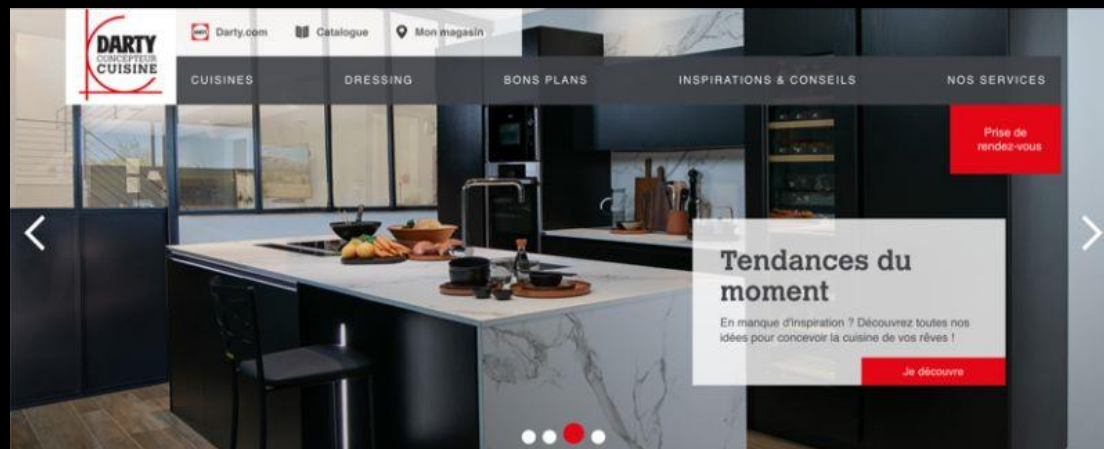 DARTY
CONCEPTEUR
CUISINE
Darty.com
Catalogue
Mon magasin
CUISINES
DRESSING
BONS PLANS
INSPIRATIONS & CONSEILS
NOS SERVICES
Prise de
rendez-vous
Tendances du
moment
En manque d'inspiration ? Découvrez toutes nos
idées pour concevoir la cuisine de vos rêves !
Je découvre